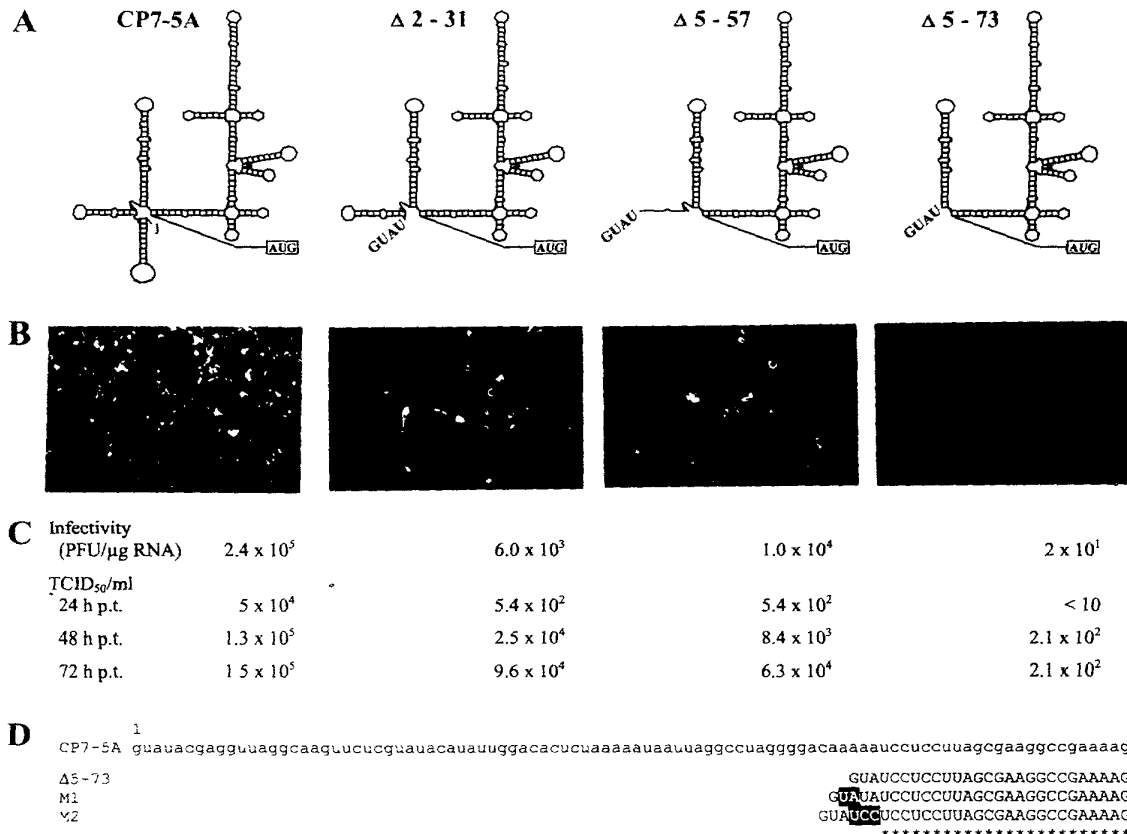 A CP7-5A Δ 2 - 31 Δ 5 - 57 Δ 5 - 73
GUAU GUAU GUAU
AUG AUG AUG AUG
B
C Infectivity
(PFU/µg RNA) 2.4 x 10⁵ 6.0 x 10³ 1.0 x 10⁴ 2 x 10¹
TCID₅₀/ml
24 h p.t. 5 x 10⁴ 5.4 x 10² 5.4 x 10² < 10
48 h p.t. 1.3 x 10⁵ 2.5 x 10⁴ 8.4 x 10³ 2.1 x 10²
72 h p.t. 1 5 x 10⁵ 9.6 x 10⁴ 6.3 x 10⁴ 2.1 x 10²
1
D CP7-5A guauacgagguuaggcaaguucucguauacauauuggacacucuaaaaauaauuaggccuaggggacaaaaauccuccuuagcgaaggccgaaaag
Δ5-73 GUAUCCUCCUUAGCGAAGGCCGAAAAG
M1 GUAUAUCCUCCUUAGCGAAGGCCGAAAAG
M2 GUAUCCUCCUCCUUAGCGAAGGCCGAAAAG
************************